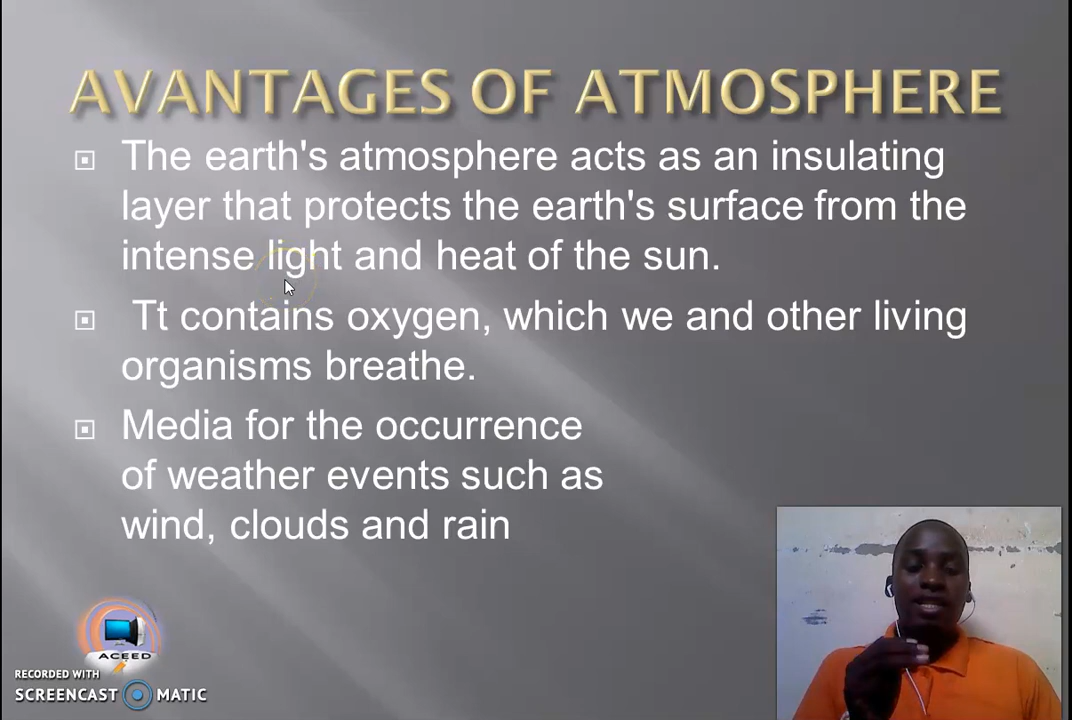 AVANTAGES OF ATMOSPHERE
The earth's atmosphere acts as an insulating
layer that protects the earth's surface from the
intense light and heat of the sun.
Tt contains oxygen, which we and other living
organisms breathe.
Media for the occurrence
of weather events such as
wind, clouds and rain
ACEED
RECORDED WITH
SCREENCAST MATIC